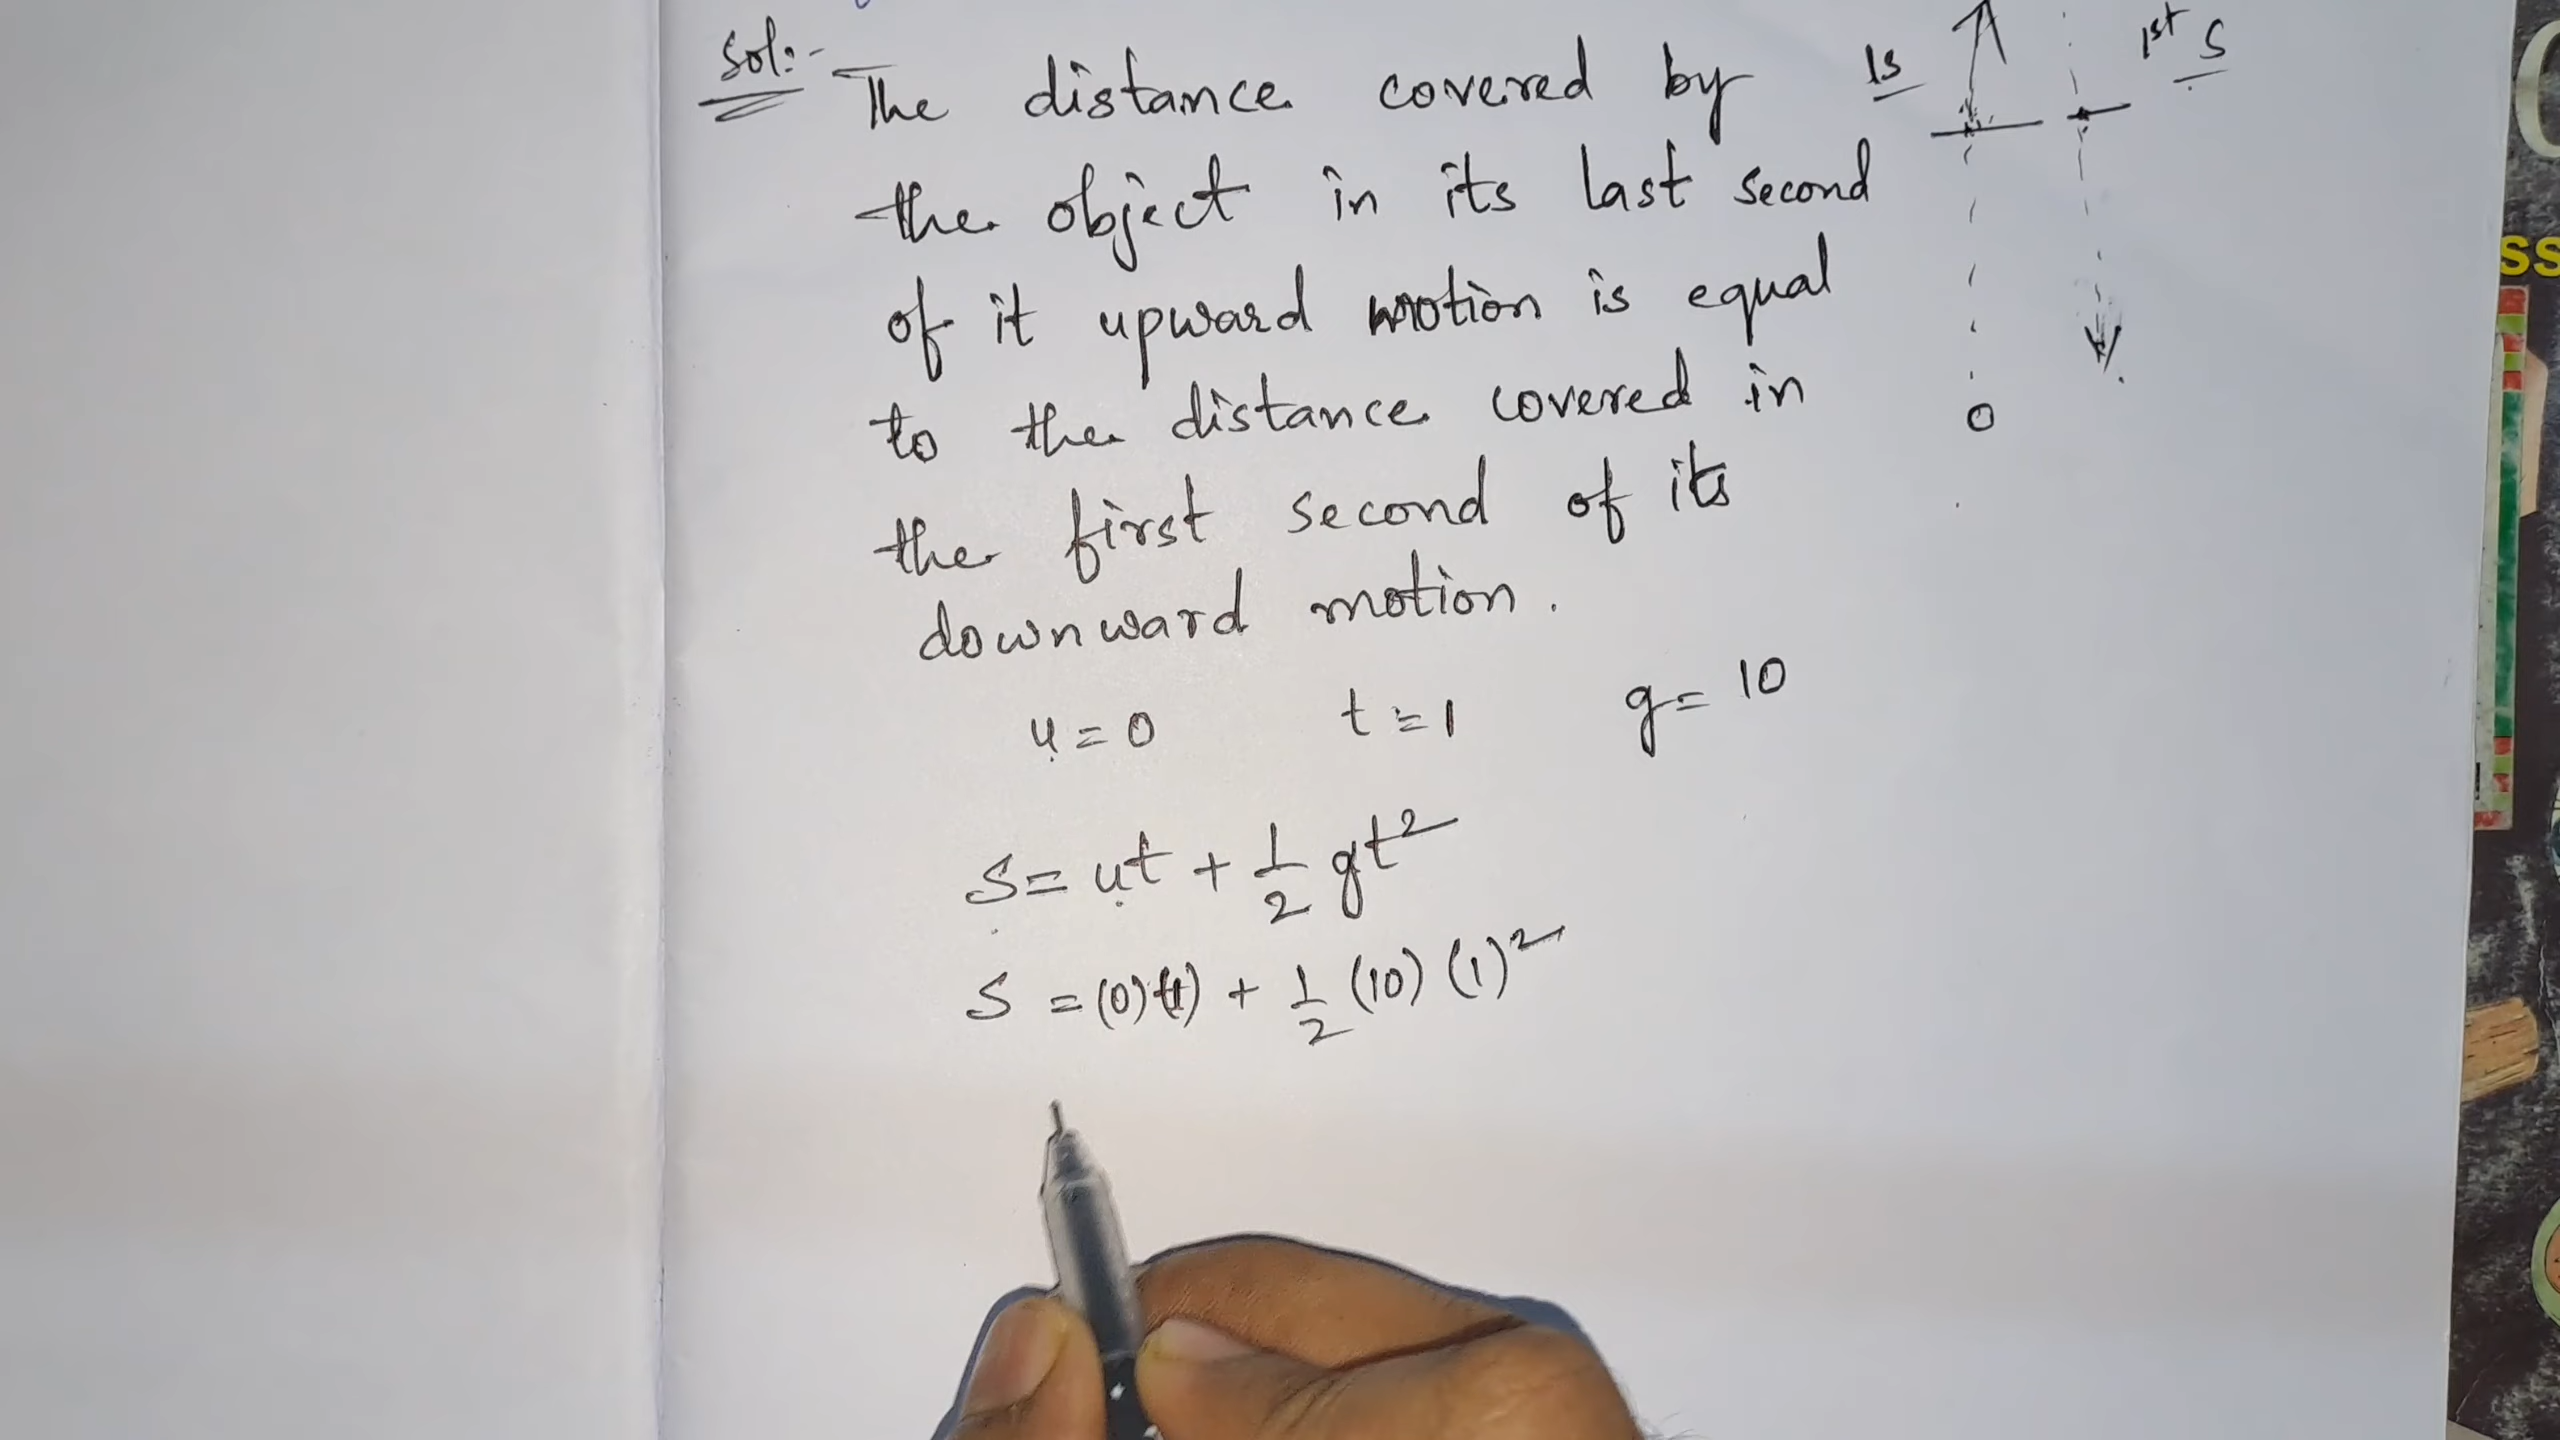 Sol:- The distance covered by
1s
1st s
the object in its last second
of it upward motion is equal
to the distance covered in
0
the first second of its
downward motion.
u = 0 t = 1 g = 10
S = ut + 1/2 gt²
S = (0)(1) + 1/2 (10) (1)²
SS